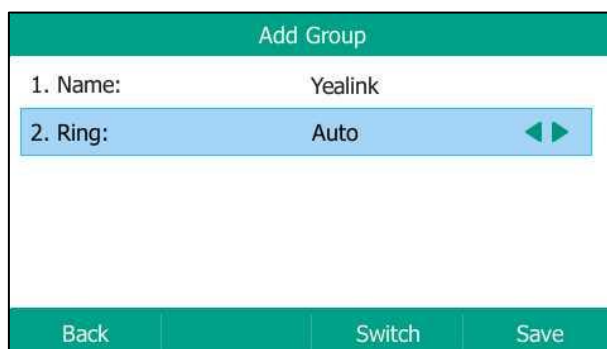 Add Group
1. Name: Yealink
2. Ring: Auto
Back Switch Save